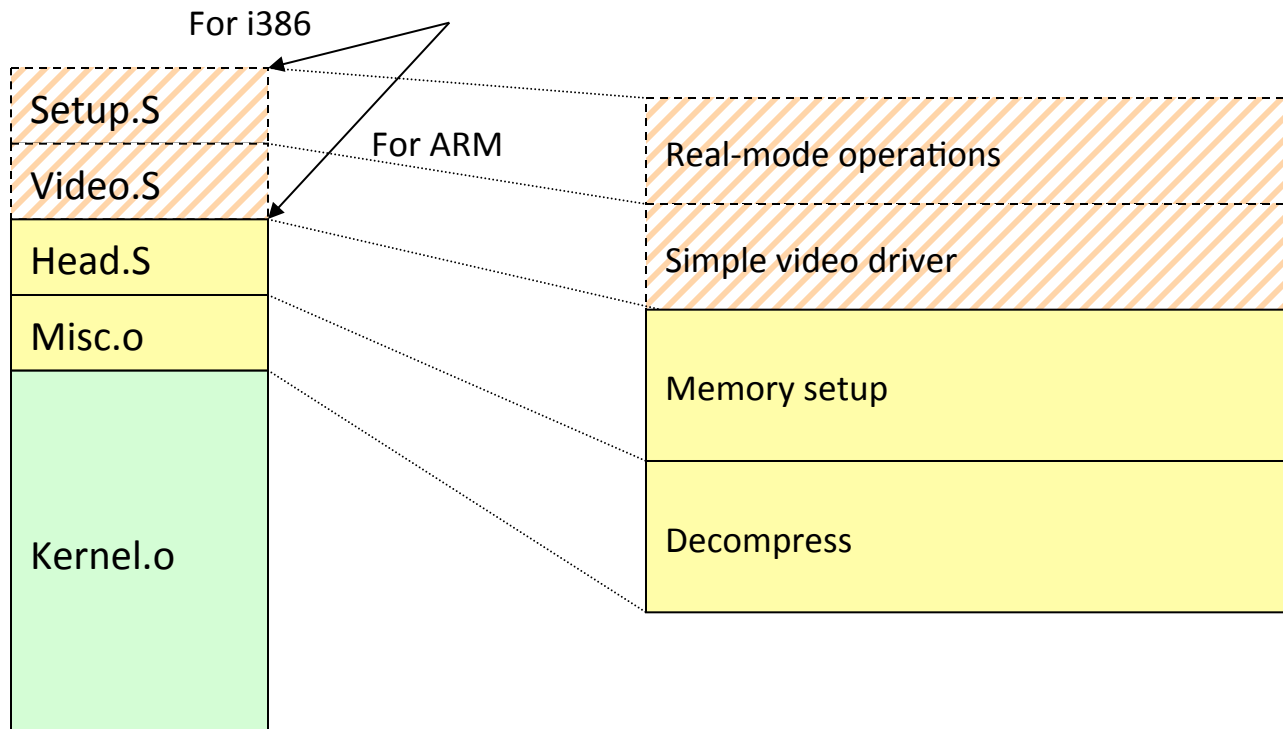 For i386
Setup.S
Video.S
For ARM
Head.S
Misc.o
Kernel.o
Real-mode operations
Simple video driver
Memory setup
Decompress